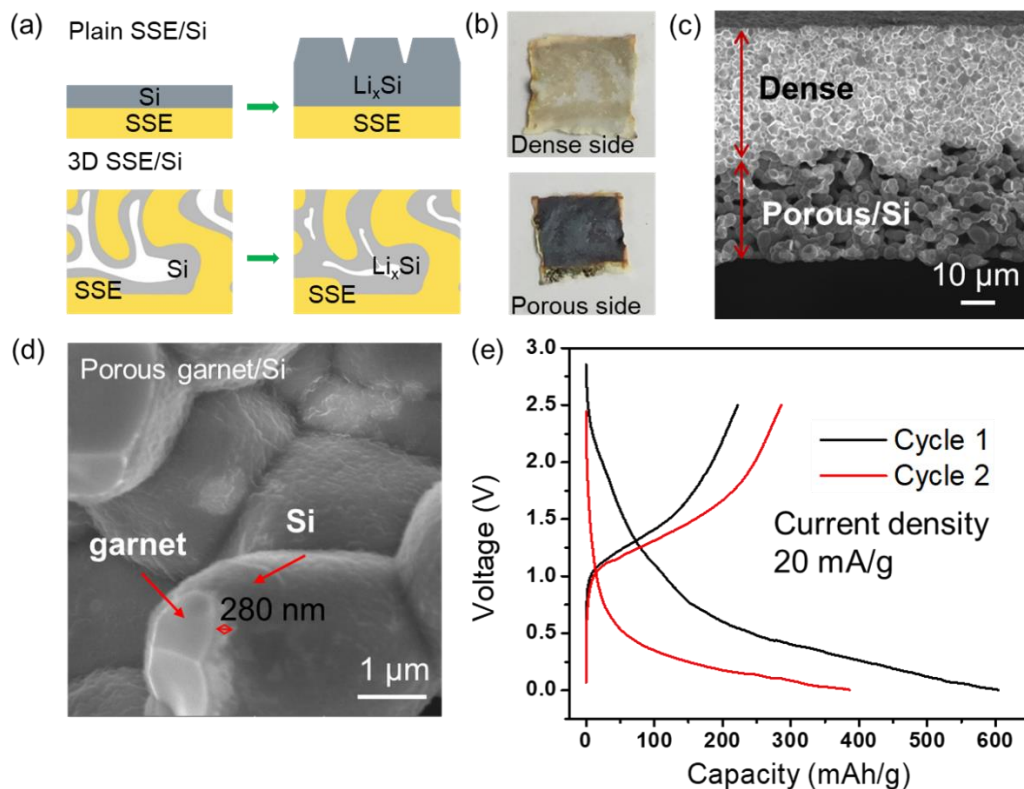 (a)
Plain SSE/Si
Si
SSE
LiₓSi
SSE
3D SSE/Si
Si
SSE
LiₓSi
SSE
(b)
Dense side
Porous side
(c)
Dense
Porous/Si
10 μm
(d)
Porous garnet/Si
garnet
Si
280 nm
1 μm
(e)
3.0
2.5
2.0
1.5
1.0
0.5
0.0
Voltage (V)
Cycle 1
Cycle 2
Current density
20 mA/g
0 100 200 300 400 500 600
Capacity (mAh/g)